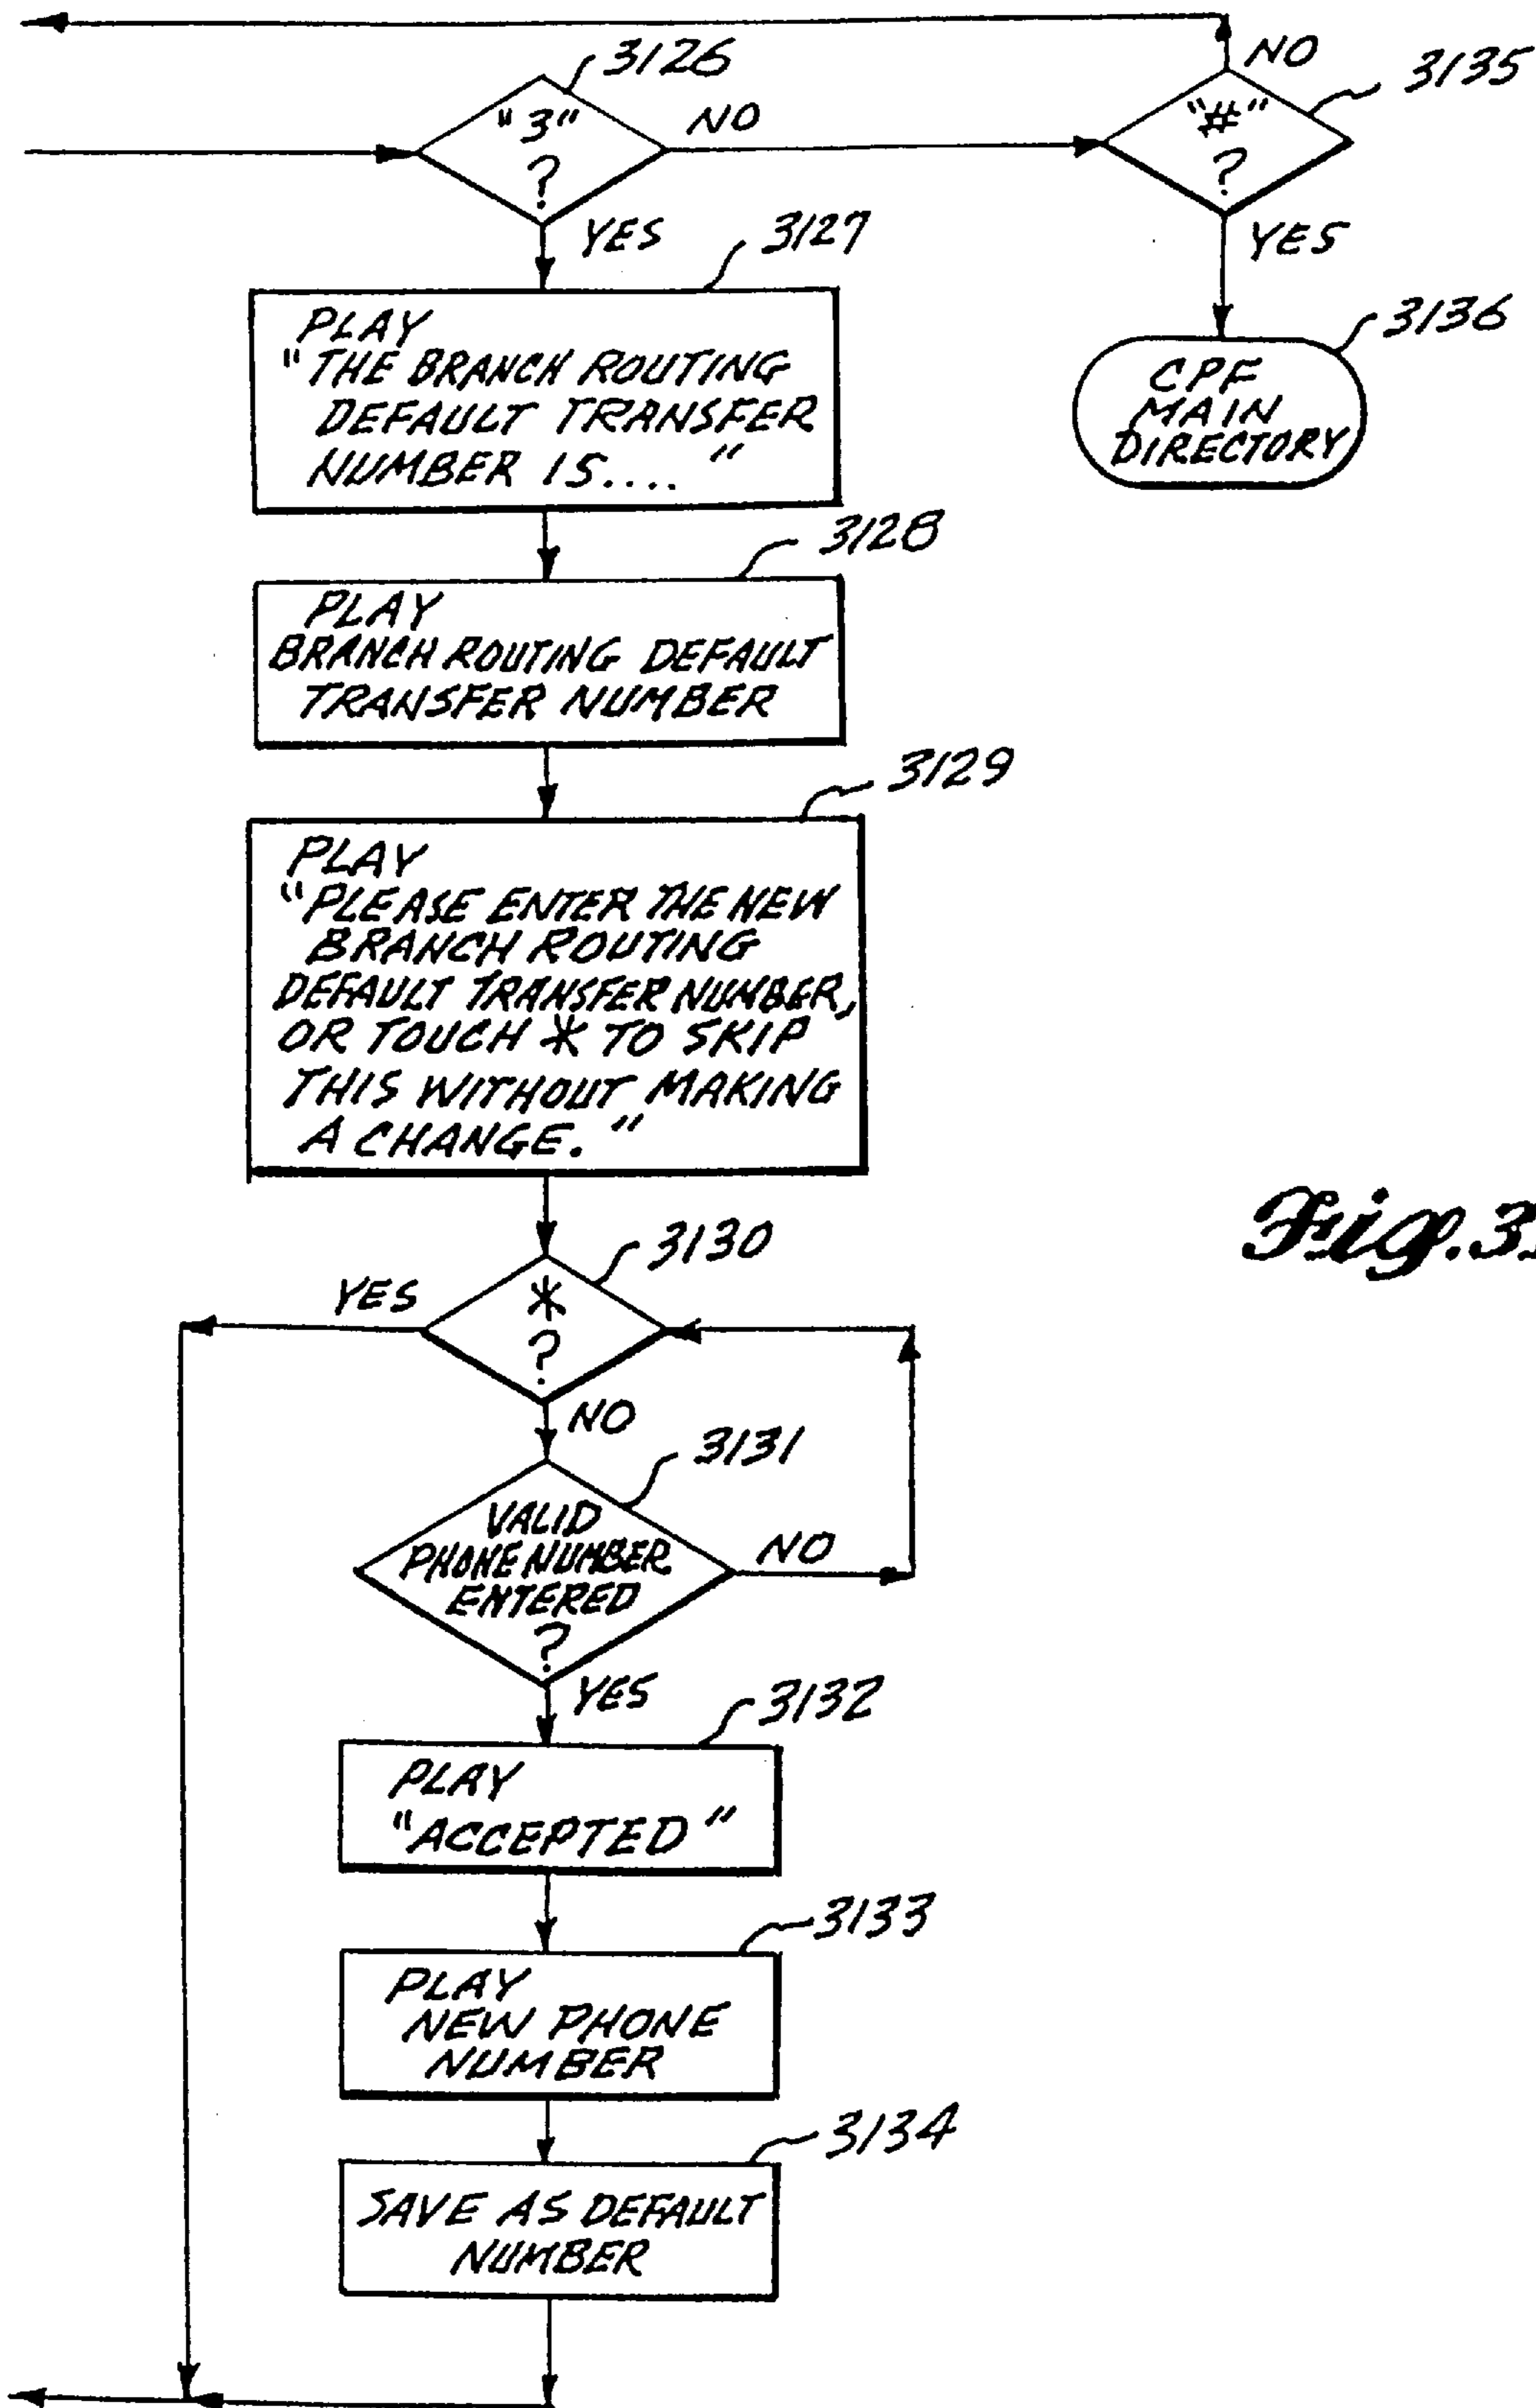 NO
3126
3135
"3"
?
NO
"#"
?
YES
3127
YES
PLAY
"THE BRANCH ROUTING
DEFAULT TRANSFER
NUMBER IS.... "
3136
CPF
MAIN
DIRECTORY
3128
PLAY
BRANCH ROUTING DEFAULT
TRANSFER NUMBER
3129
PLAY
"PLEASE ENTER THE NEW
BRANCH ROUTING
DEFAULT TRANSFER NUMBER,
OR TOUCH * TO SKIP
THIS WITHOUT MAKING
A CHANGE."
3130
YES
*
?
NO
Fig.
3131
VALID
PHONE NUMBER
ENTERED
?
NO
YES
3132
PLAY
"ACCEPTED"
3133
PLAY
NEW PHONE
NUMBER
3134
SAVE AS DEFAULT
NUMBER